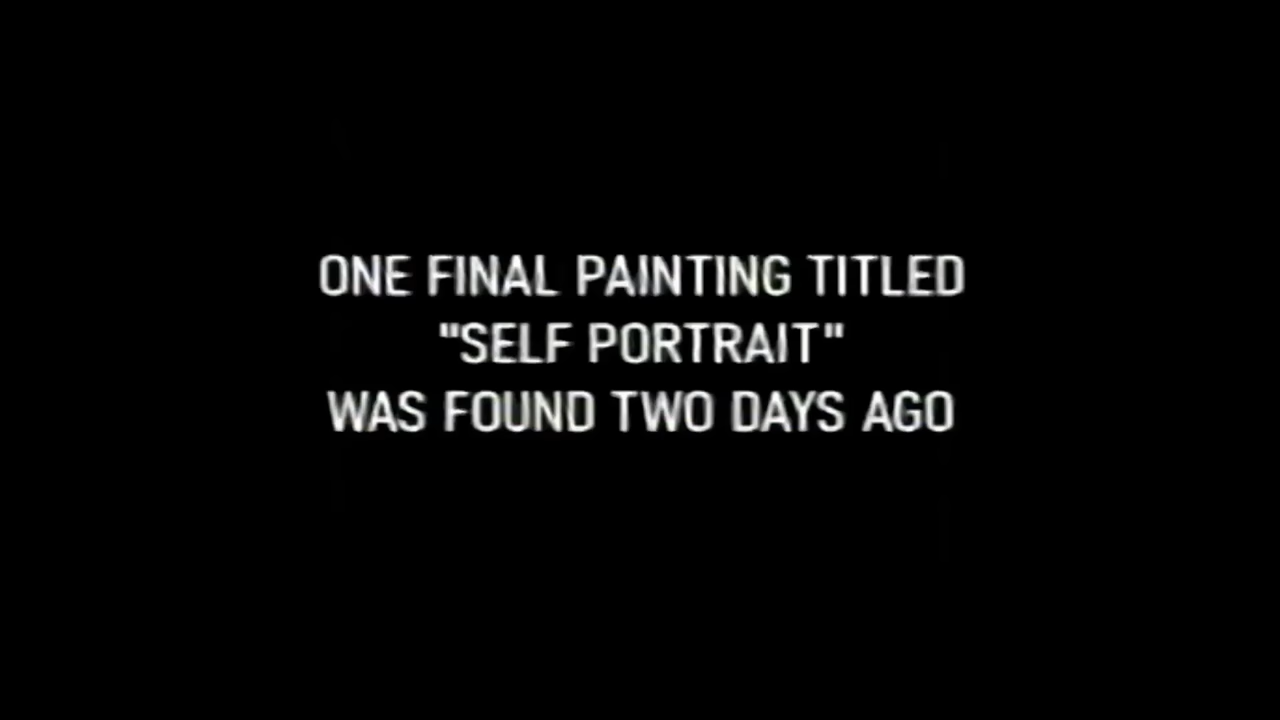 ONE FINAL PAINTING TITLED
"SELF PORTRAIT"
WAS FOUND TWO DAYS AGO